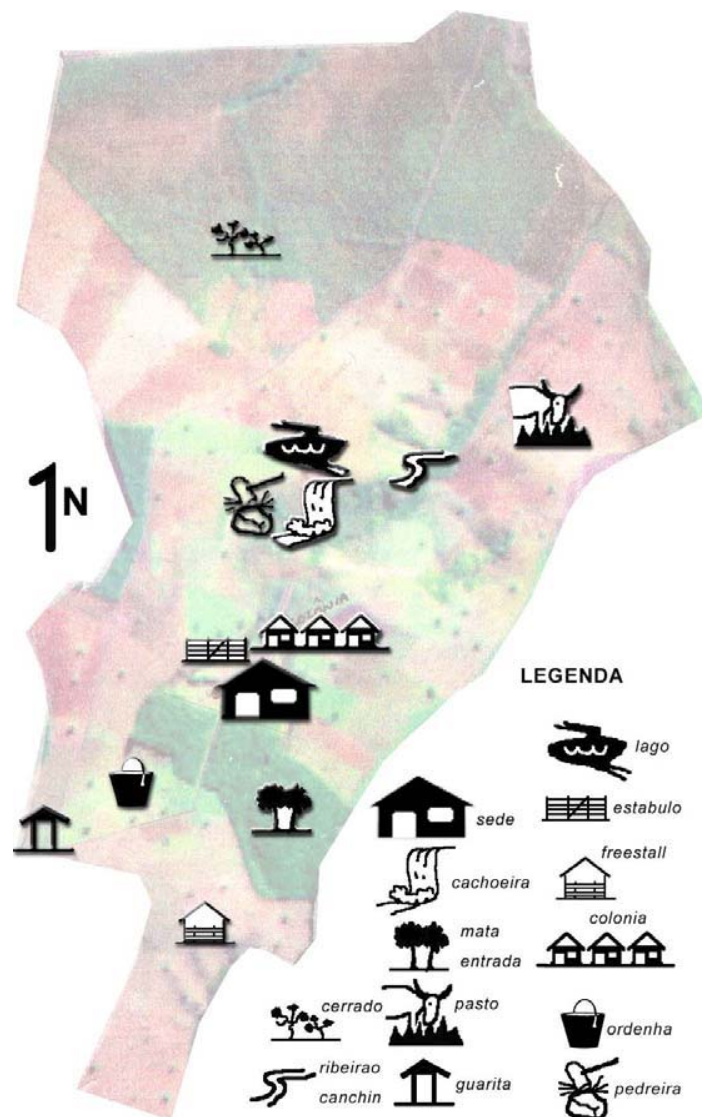 N
LEGENDA
lago
sede
estabulo
cachoeira
freestall
mata
entrada
colonia
cerrado
pasto
ordenha
ribeirao
canchin
guarita
pedreira